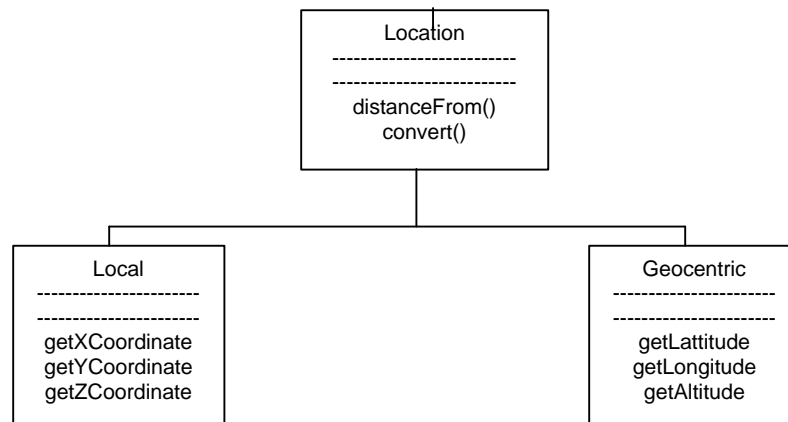 Location
---------------------------
---------------------------
distanceFrom()
convert()
Local
------------------------
------------------------
getXCoordinate
getYCoordinate
getZCoordinate
Geocentric
------------------------
------------------------
getLattitude
getLongitude
getAltitude